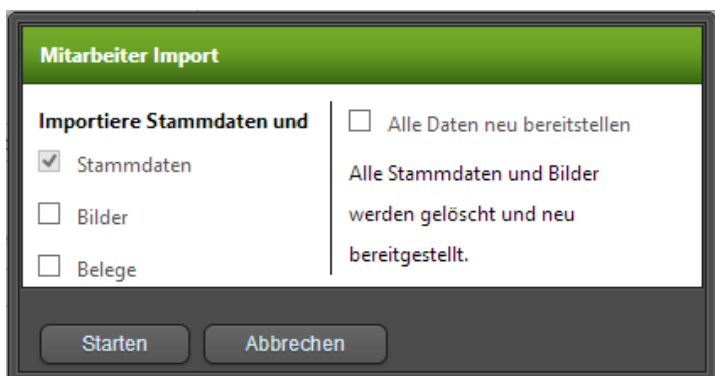 Mitarbeiter Import
Importiere Stammdaten und
Stammdaten
Bilder
Belege
Alle Daten neu bereitstellen
Alle Stammdaten und Bilder
werden gelöscht und neu
bereitgestellt.
Starten
Abbrechen